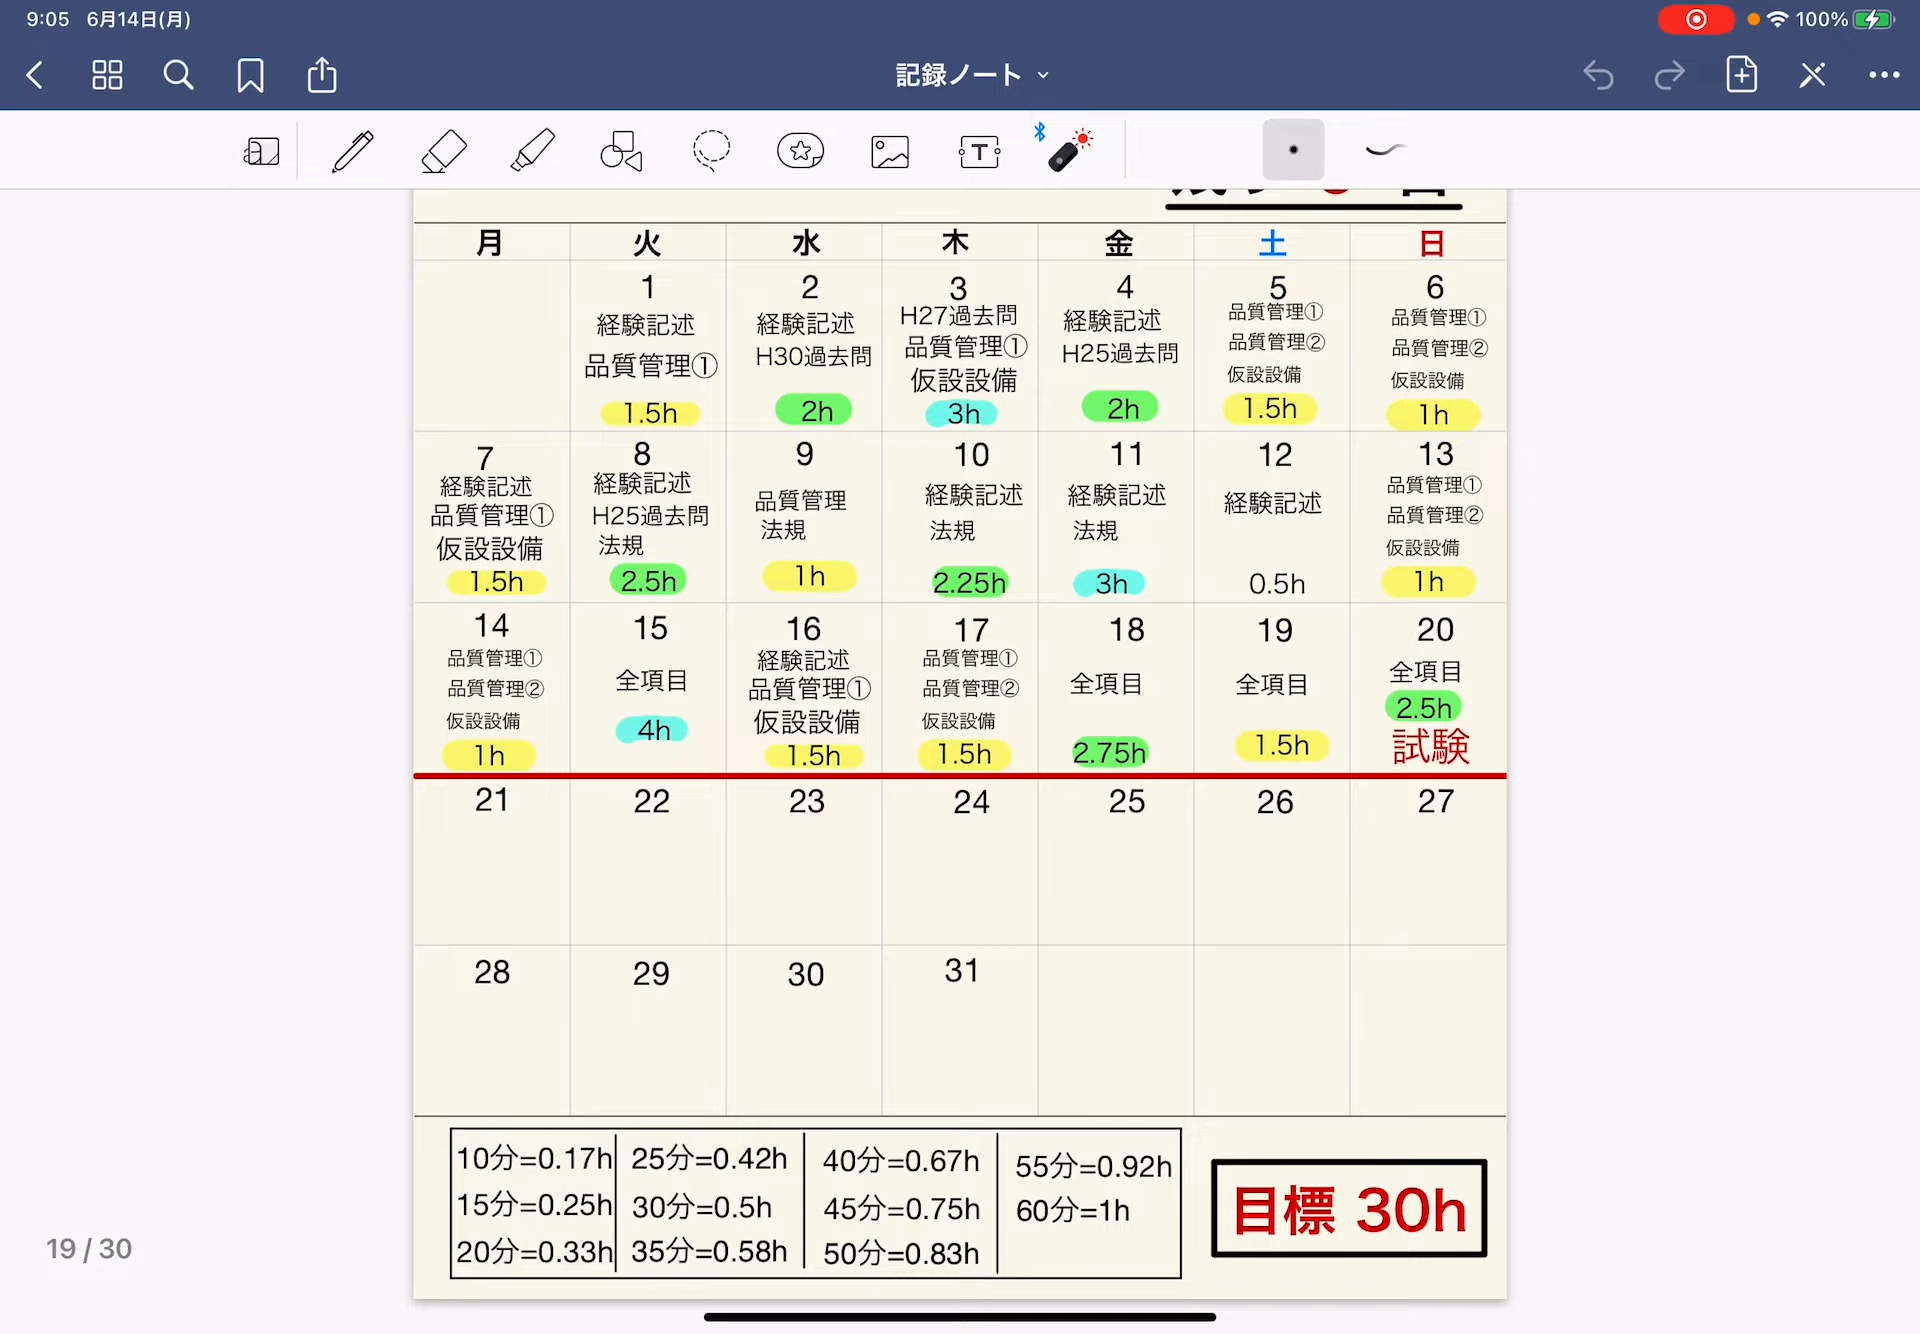 9:05 6月14日(月)
100%
記録ノート
月 火 水 木 金 土 日
1
経験記述
品質管理①
1.5h
2
経験記述
H30過去問
2h
3
H27過去問
品質管理①
仮設設備
3h
4
経験記述
H25過去問
2h
5
品質管理①
品質管理②
仮設設備
1.5h
6
品質管理①
品質管理②
仮設設備
1h
7
経験記述
品質管理①
仮設設備
1.5h
8
経験記述
H25過去問
法規
2.5h
9
品質管理
法規
1h
10
経験記述
法規
2.25h
11
経験記述
法規
3h
12
経験記述
0.5h
13
品質管理①
品質管理②
仮設設備
1h
14
品質管理①
品質管理②
仮設設備
1h
15
全項目
4h
16
経験記述
品質管理①
仮設設備
1.5h
17
品質管理①
品質管理②
仮設設備
1.5h
18
全項目
2.75h
19
全項目
1.5h
20
全項目
2.5h
試験
21 22 23 24 25 26 27
28 29 30 31
10分=0.17h
15分=0.25h
20分=0.33h
25分=0.42h
30分=0.5h
35分=0.58h
40分=0.67h
45分=0.75h
50分=0.83h
55分=0.92h
60分=1h
目標 30h
19 / 30